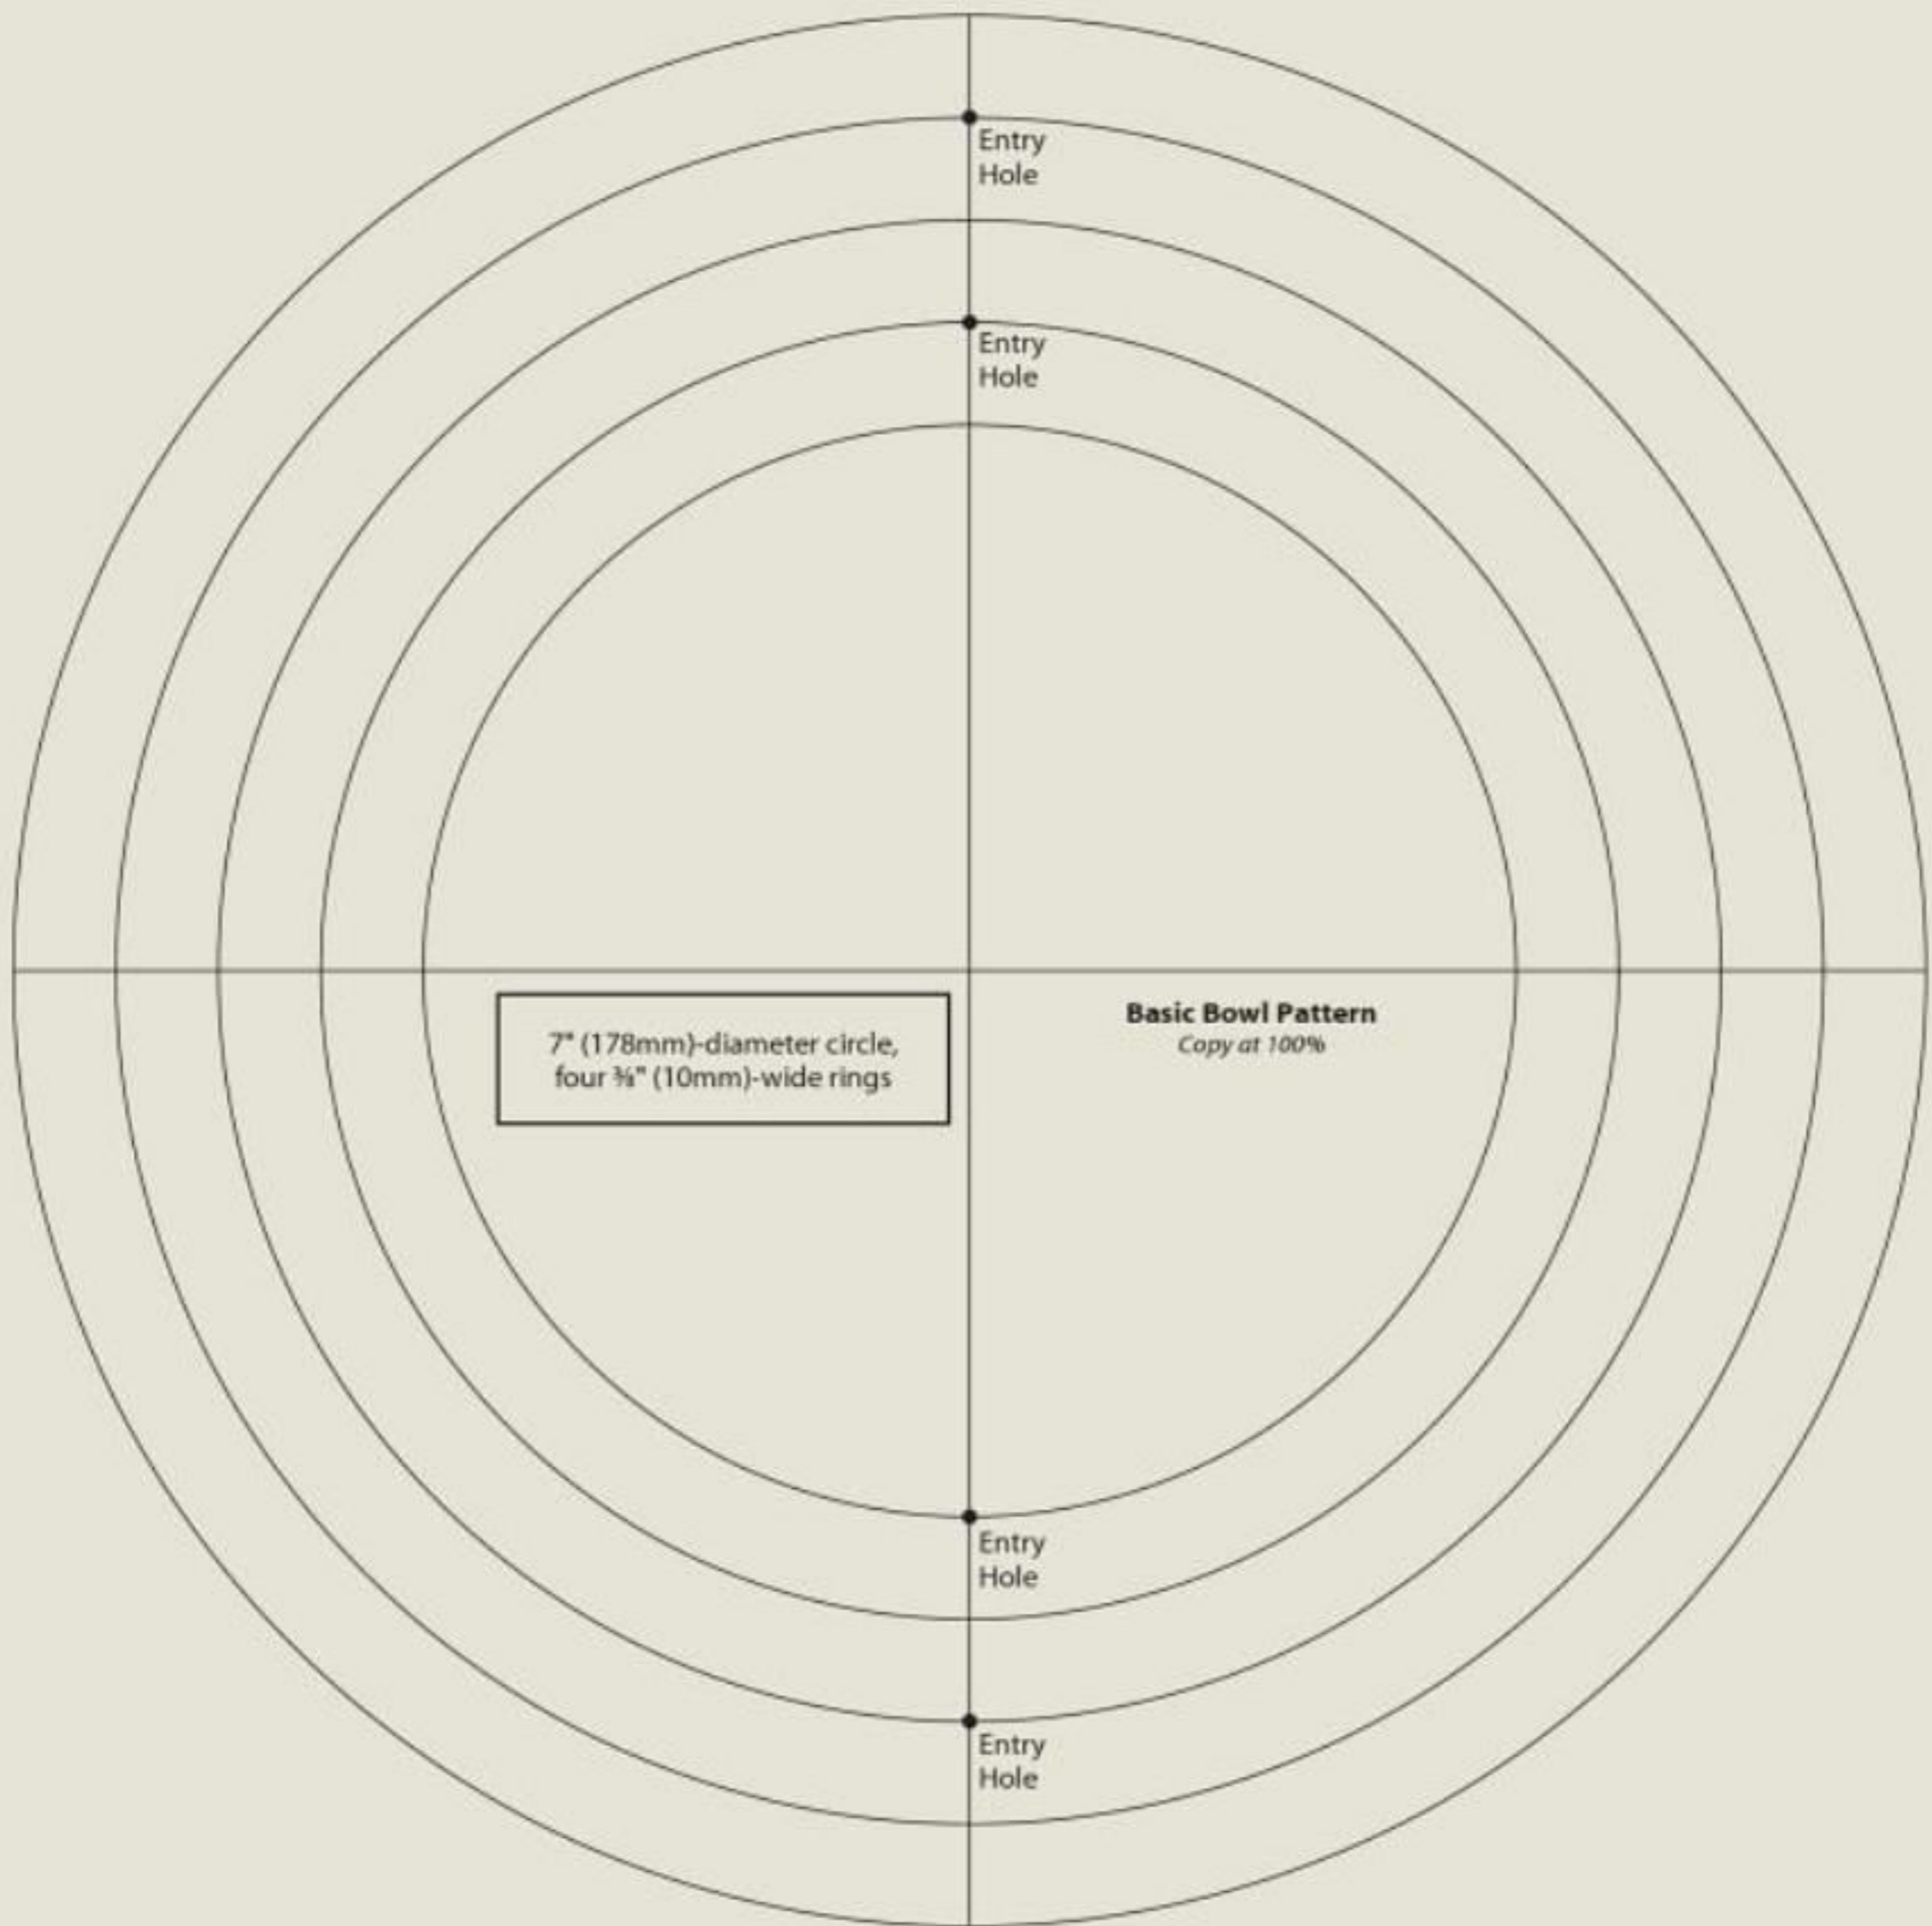 Entry
Hole
Entry
Hole
7" (178mm)-diameter circle,
four ⅜" (10mm)-wide rings
Basic Bowl Pattern
Copy at 100%
Entry
Hole
Entry
Hole